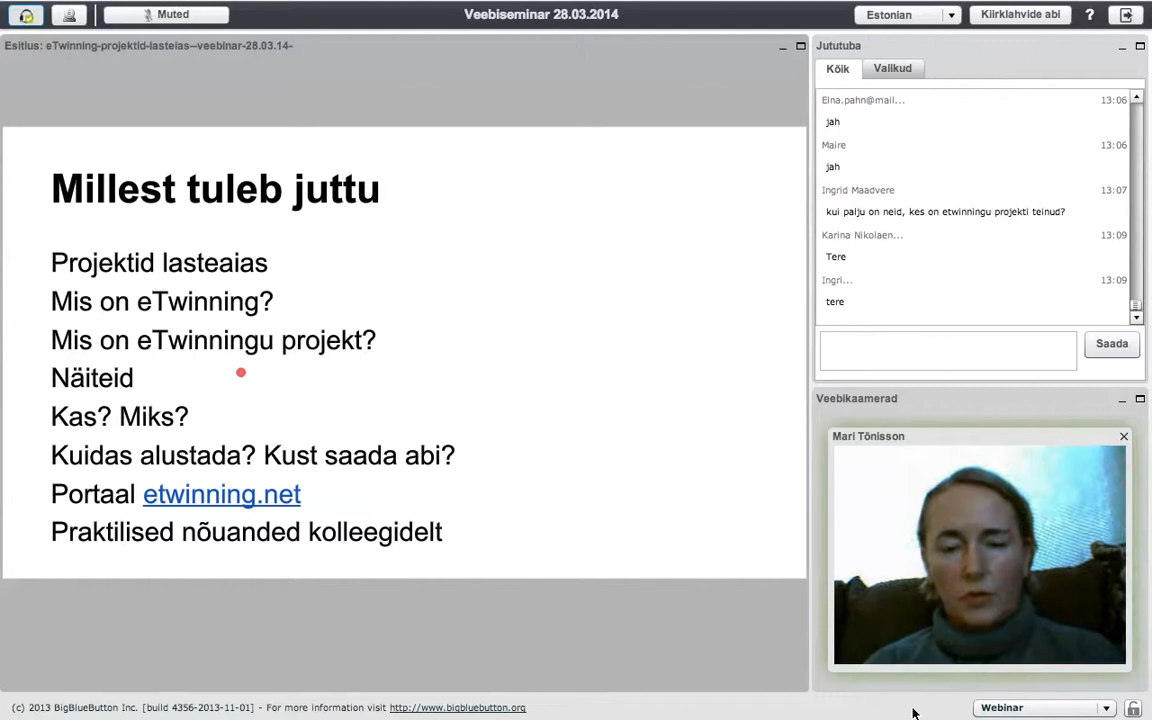 Muted
Veebiseminar 28.03.2014
Estonian
Kiirklahvide abi
?
Esitlus: eTwinning-projektid-lasteias--veebinar-28.03.14-
Millest tuleb juttu
Projektid lasteaias
Mis on eTwinning?
Mis on eTwinningu projekt?
Näiteid
Kas? Miks?
Kuidas alustada? Kust saada abi?
Portaal etwinning.net
Praktilised nõuanded kolleegidelt
Jututuba
Kõik Valikud
Elna.pahn@mail... 13:06
jah
Maire 13:06
jah
Ingrid Maadvere 13:07
kui palju on neid, kes on etwinningu projekti teinud?
Karina Nikolaen... 13:09
Tere
Ingri... 13:09
tere
Saada
Veebikaamerad
Mari Tõnisson
(c) 2013 BigBlueButton Inc. [build 4356-2013-11-01] - For more information visit http://www.bigbluebutton.org
Webinar